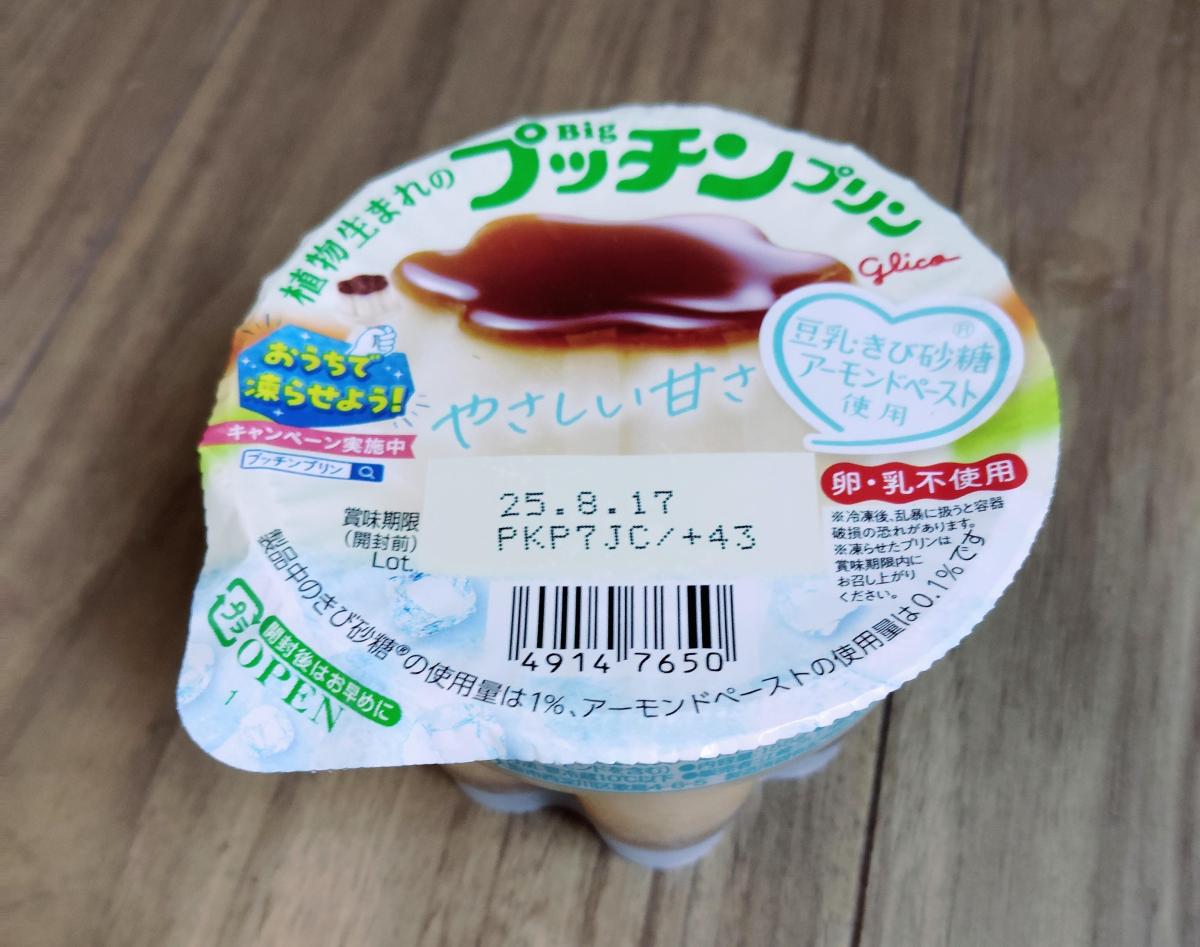 植物生まれの
Big
プッチンプリン
Glico
豆乳・きび砂糖®
アーモンドペースト
使用
おうちで
凍らせよう!
キャンペーン実施中
プッチンプリン
やさしい甘さ
卵・乳不使用
※冷凍後、乱暴に扱うと容器
破損の恐れがあります。
※凍らせたプリンは
賞味期限内に
お召し上がり
ください。
賞味期限
(開封前)
Lot.
25.8.17
PKP7JC/+43
4914 7650
製品中のきび砂糖®の使用量は1%、アーモンドペーストの使用量は0.1%です。
プラ
開封後はお早めに
OPEN
1